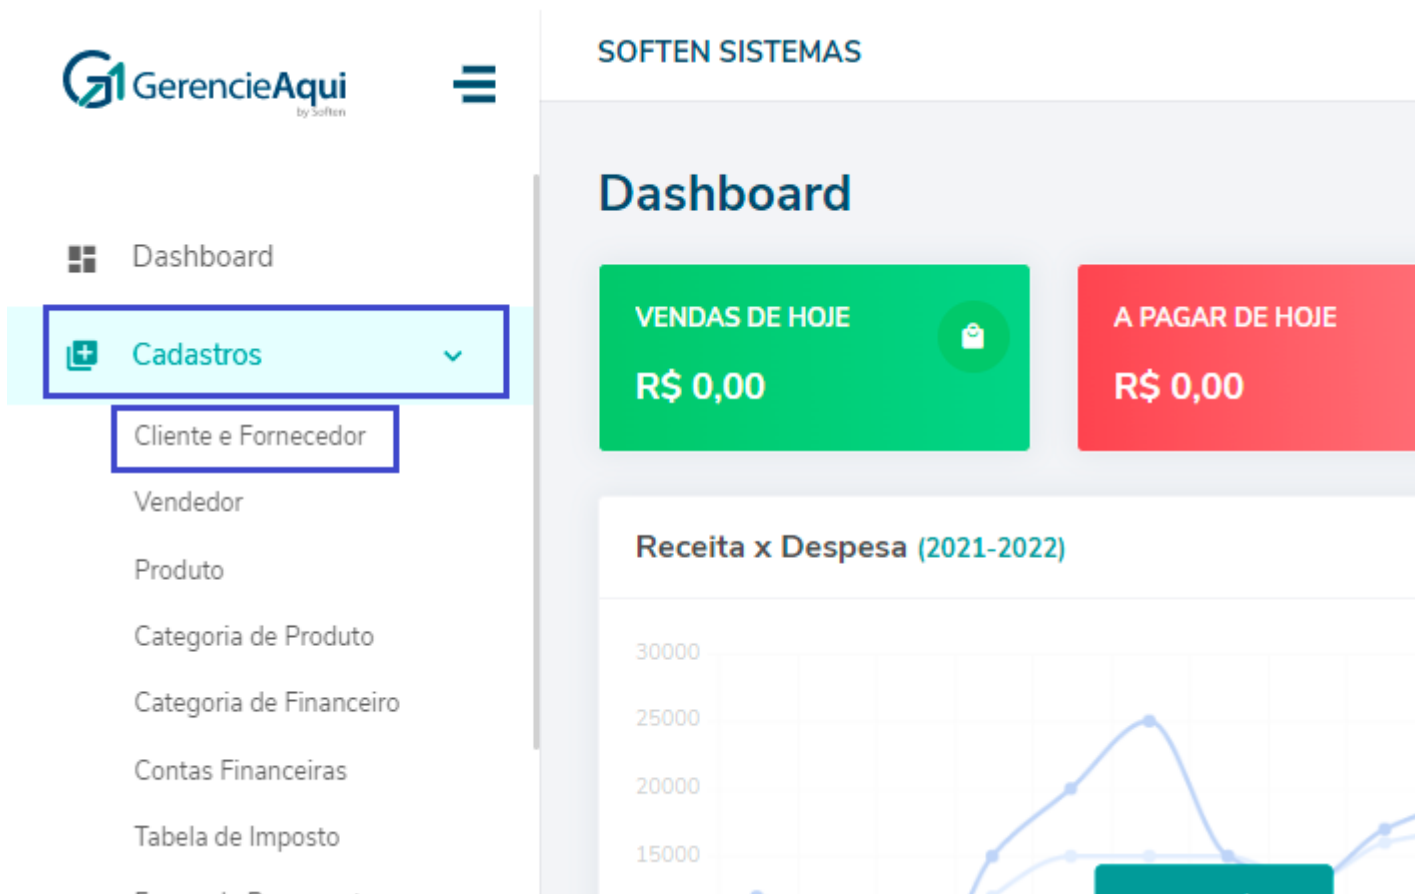 GerencieAqui
by Soften
SOFTEN SISTEMAS
Dashboard
Cadastros
Cliente e Fornecedor
Vendedor
Produto
Categoria de Produto
Categoria de Financeiro
Contas Financeiras
Tabela de Imposto
Dashboard
VENDAS DE HOJE
R$ 0,00
A PAGAR DE HOJE
R$ 0,00
Receita x Despesa (2021-2022)
30000
25000
20000
15000